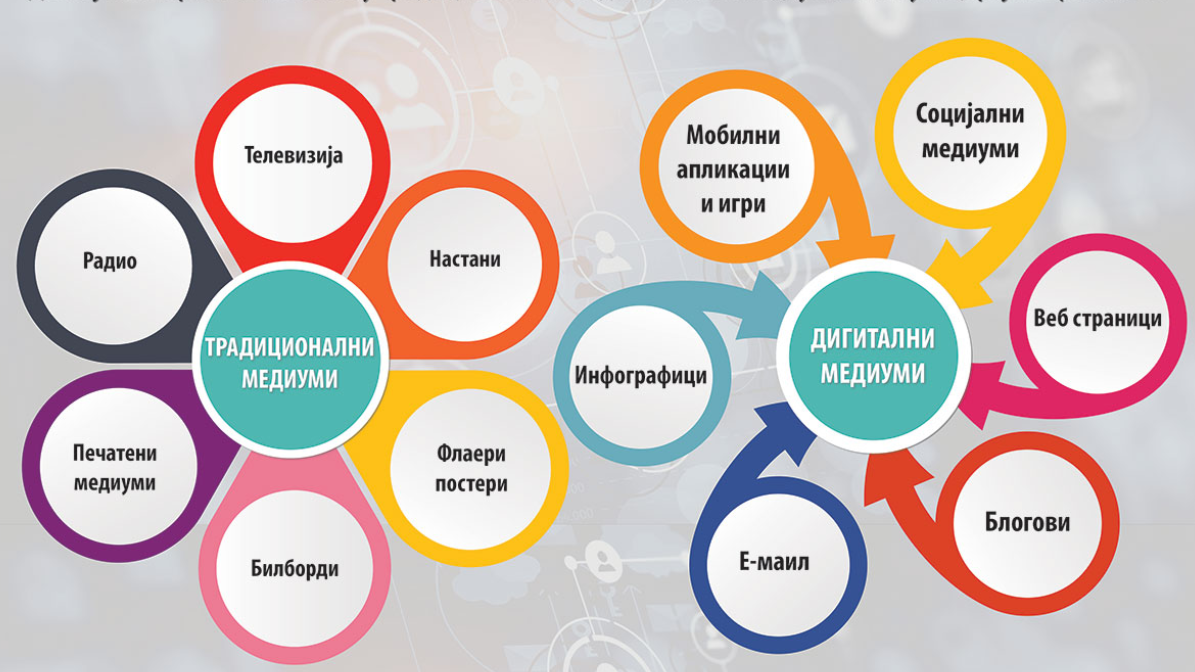 Телевизија
Радио
Настани
ТРАДИЦИОНАЛНИ
МЕДИУМИ
Печатени
медиуми
Флаери
постери
Билборди
Мобилни
апликации
и игри
Социјални
медиуми
Веб страници
ДИГИТАЛНИ
МЕДИУМИ
Инфографици
Е-маил
Блогови